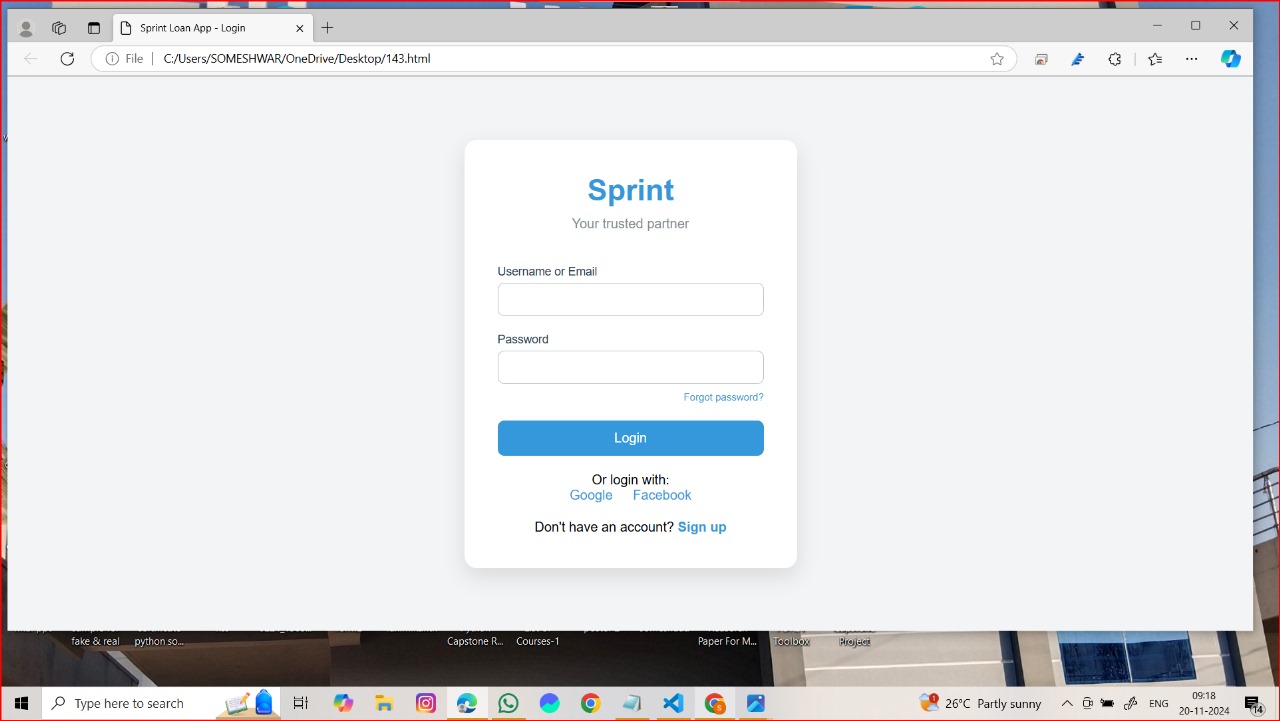 Sprint Loan App - Login
File
C:/Users/SOMESHWAR/OneDrive/Desktop/143.html
Sprint
Your trusted partner
Username or Email
Password
Forgot password?
Login
Or login with:
Google Facebook
Don't have an account? Sign up
fake & real
python so...
Capstone R...
Courses-1
Paper For M...
Toolbox
Project
Type here to search
1
S
26°C Partly sunny
ENG
09:18
20-11-2024
14